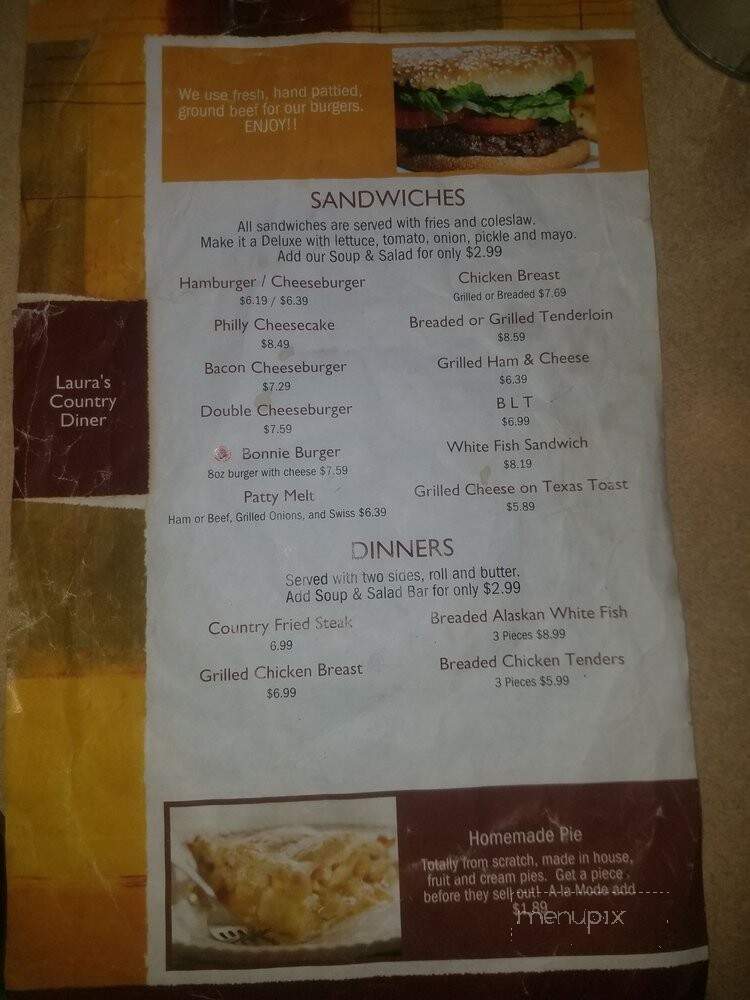 We use fresh, hand pattied,
ground beef for our burgers.
ENJOY!!
SANDWICHES
All sandwiches are served with fries and coleslaw.
Make it a Deluxe with lettuce, tomato, onion, pickle and mayo.
Add our Soup & Salad for only $2.99
Hamburger / Cheeseburger
$6.19 / $6.39
Philly Cheesecake
$8.49
Bacon Cheeseburger
$7.29
Double Cheeseburger
$7.59
Bonnie Burger
8oz burger with cheese $7.59
Patty Melt
Ham or Beef, Grilled Onions, and Swiss $6.39
Chicken Breast
Grilled or Breaded $7.69
Breaded or Grilled Tenderloin
$8.59
Grilled Ham & Cheese
$6.39
B L T
$6.99
White Fish Sandwich
$8.19
Grilled Cheese on Texas Toast
$5.89
Laura's
Country
Diner
DINNERS
Served with two sides, roll and butter.
Add Soup & Salad Bar for only $2.99
Country Fried Steak
6.99
Grilled Chicken Breast
$6.99
Breaded Alaskan White Fish
3 Pieces $8.99
Breaded Chicken Tenders
3 Pieces $5.99
Homemade Pie
Totally from scratch, made in house,
fruit and cream pies. Get a piece
before they sell out! A-la-Mode add
$1.89
menupix